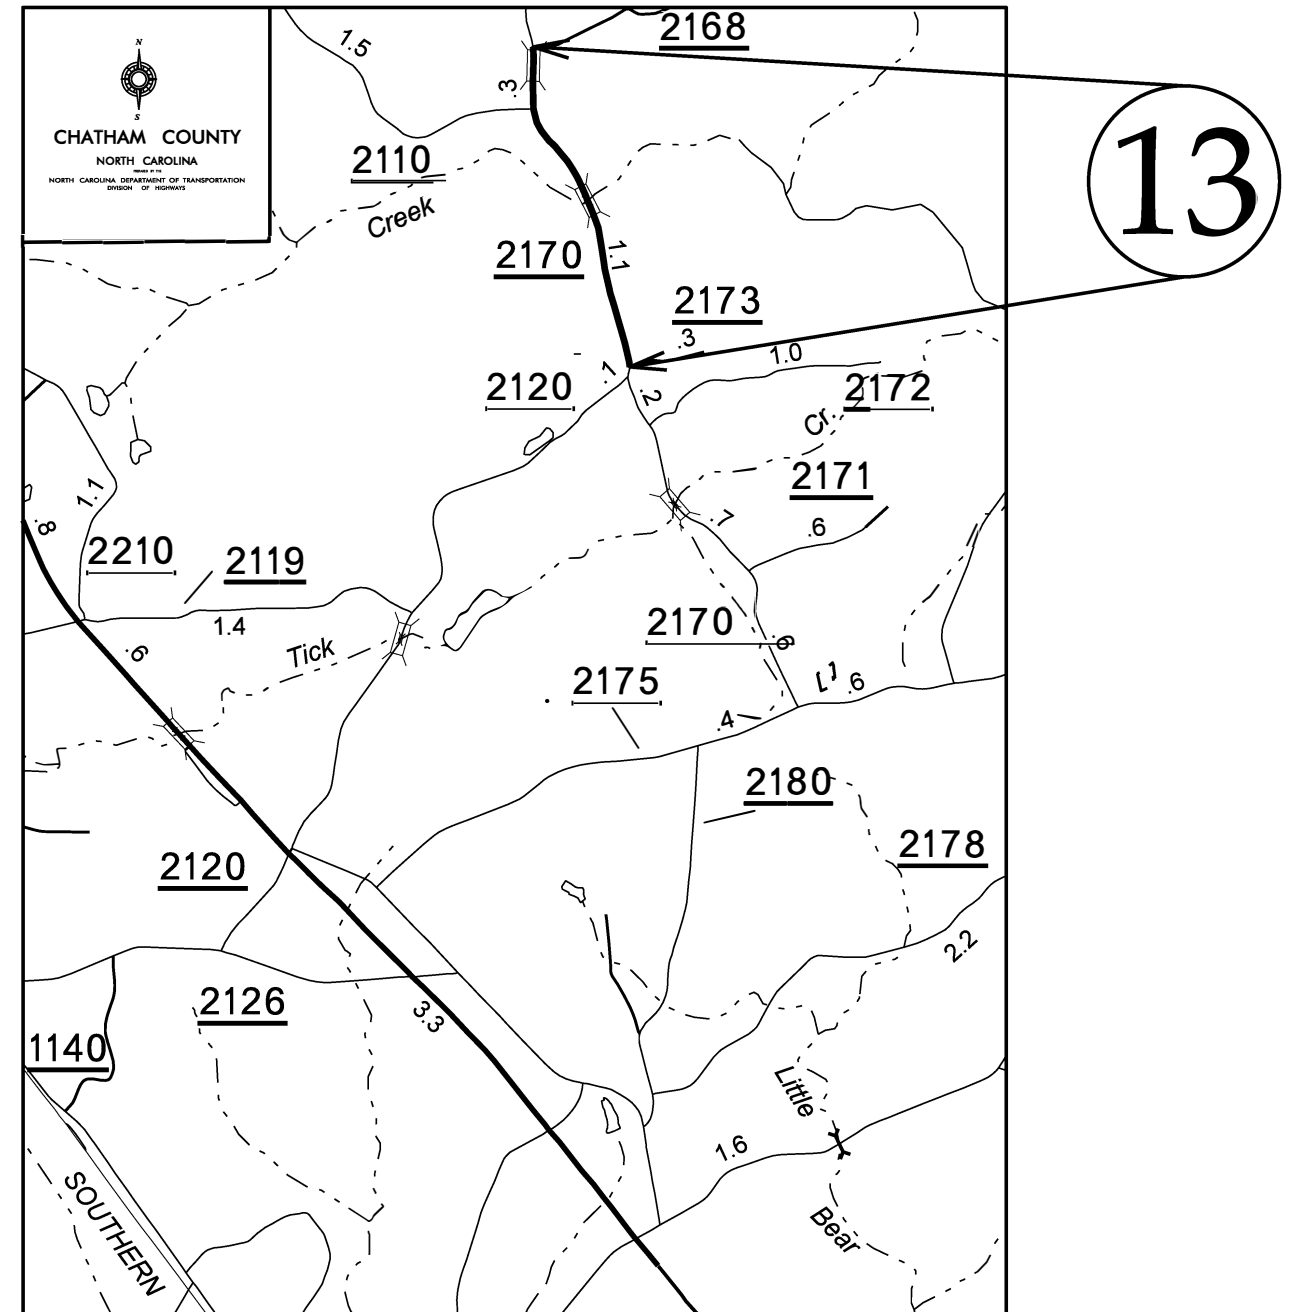 N
S
CHATHAM COUNTY
NORTH CAROLINA
PREPARED BY THE
NORTH CAROLINA DEPARTMENT OF TRANSPORTATION
DIVISION OF HIGHWAYS
1.5
2168
.3
13
2110
Creek
2170
1.1
2173
.3
1.0
.1
2120
.2
2172
Cr.
2171
1.1
.8
.7
.6
2210
2119
1.4
2170
.6
Tick
.6
2175
.6
.4
2180
2178
2120
2.2
2126
3.3
1140
Little
1.6
SOUTHERN
Bear